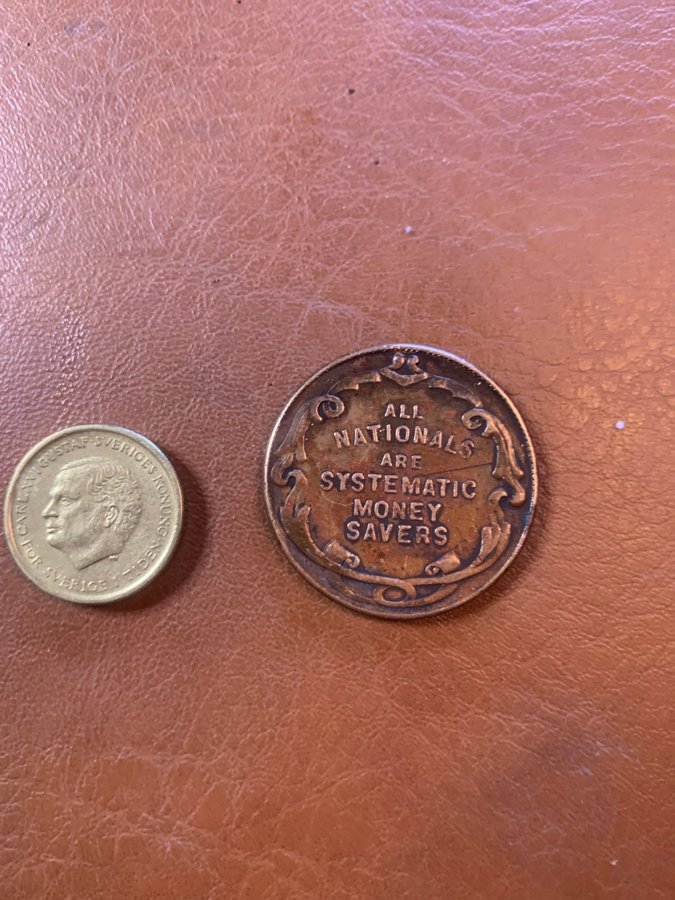 CARL XVI GUSTAF SVERIGES KONUNG
FÖR SVERIGE I TIDEN
ALL
NATIONALS
ARE
SYSTEMATIC
MONEY
SAVERS